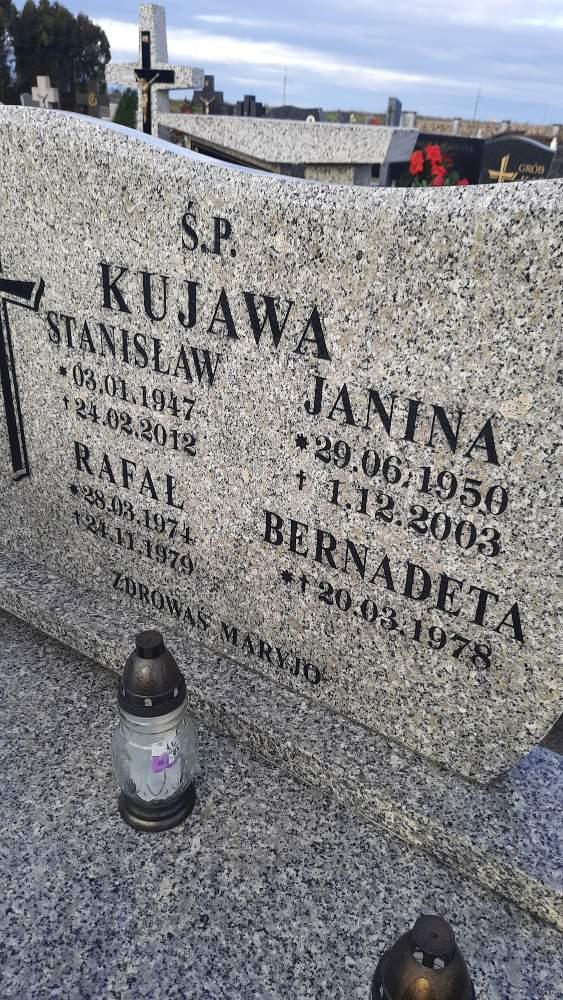 Ś.P.
KUJAWA
STANISŁAW
*03.01.1947
†24.02.2012
JANINA
*29.06.1950
† 1.12.2003
RAFAŁ
*28.03.1974
†24.11.1979
BERNADETA
*†20.03.1978
ZDROWAŚ MARYJO
GRÓB